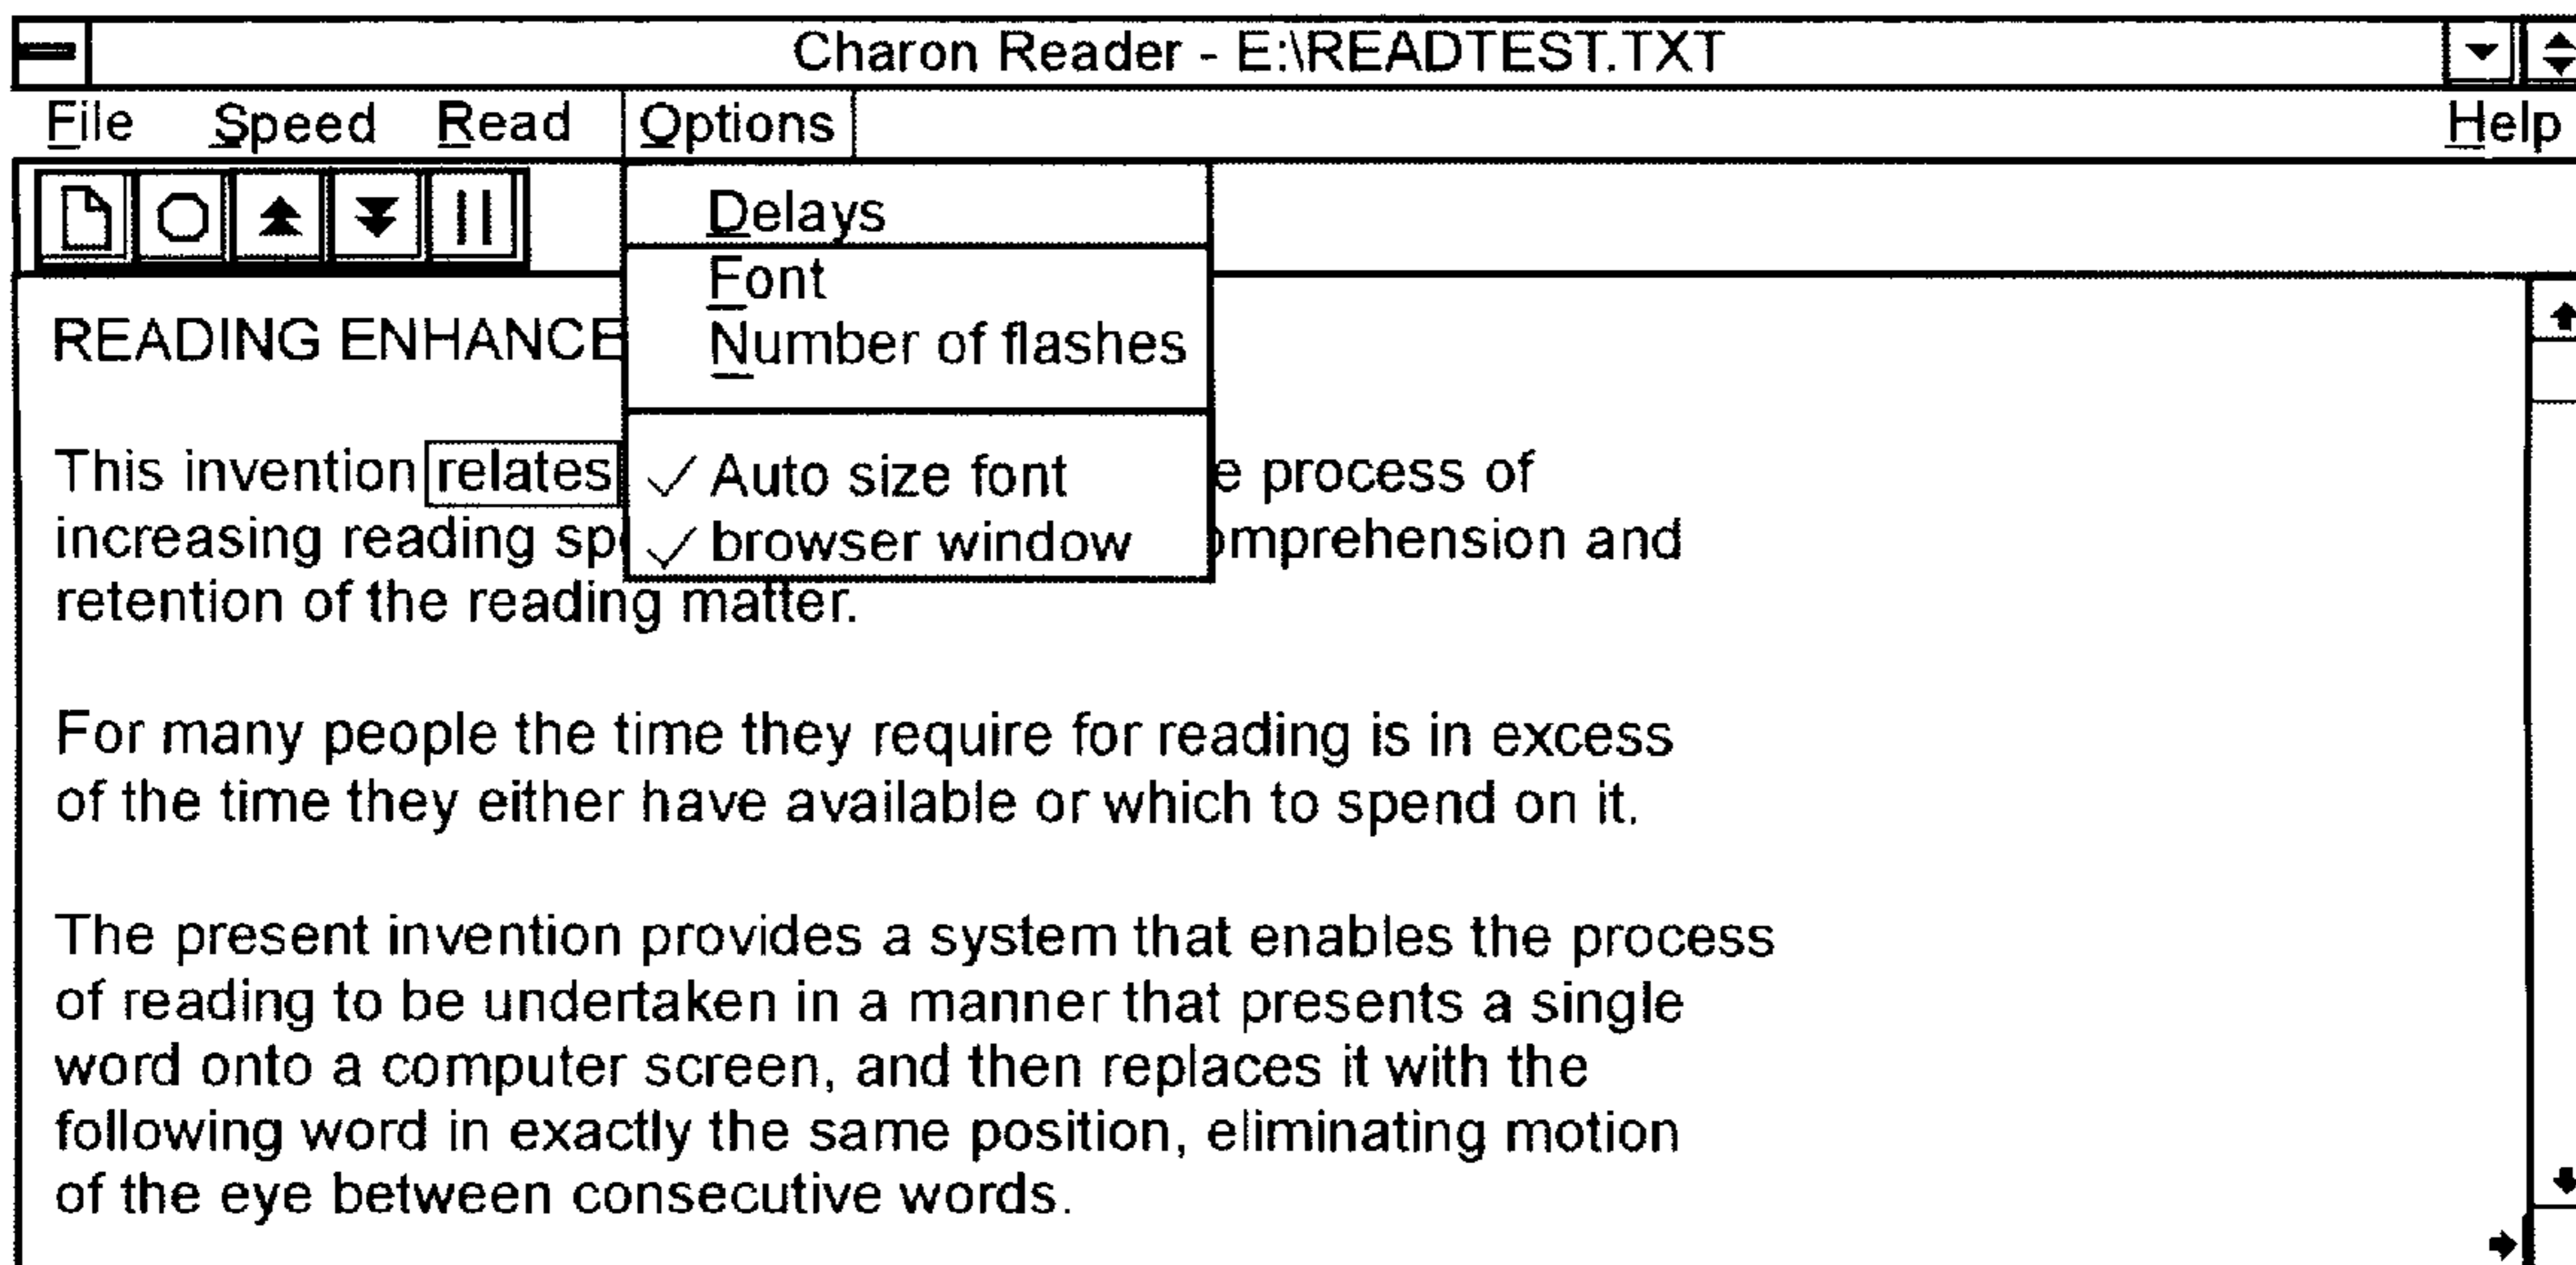 Charon Reader - E:\READTEST.TXT
File Speed Read Options Help
Delays
Font
Number of flashes
Auto size font
browser window
READING ENHANCE
This invention relates process of
increasing reading and
retention of the reading matter.
For many people the time they require for reading is in excess
of the time they either have available or which to spend on it.
The present invention provides a system that enables the process
of reading to be undertaken in a manner that presents a single
word onto a computer screen, and then replaces it with the
following word in exactly the same position, eliminating motion
of the eye between consecutive words.